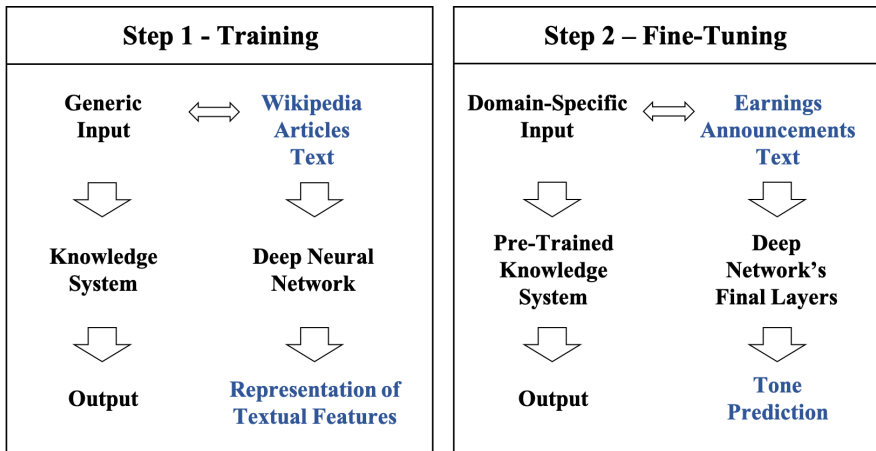 Step 1 - Training
Generic
Input
Wikipedia
Articles
Text
Knowledge
System
Deep Neural
Network
Output
Representation of
Textual Features
Step 2 – Fine-Tuning
Domain-Specific
Input
Earnings
Announcements
Text
Pre-Trained
Knowledge
System
Deep
Network’s
Final Layers
Output
Tone
Prediction